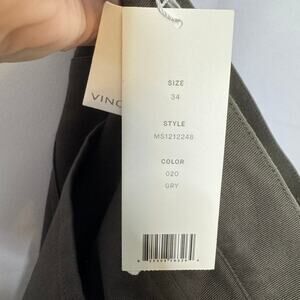 VINC
SIZE
34
STYLE
MS1212248
COLOR
020
GRY